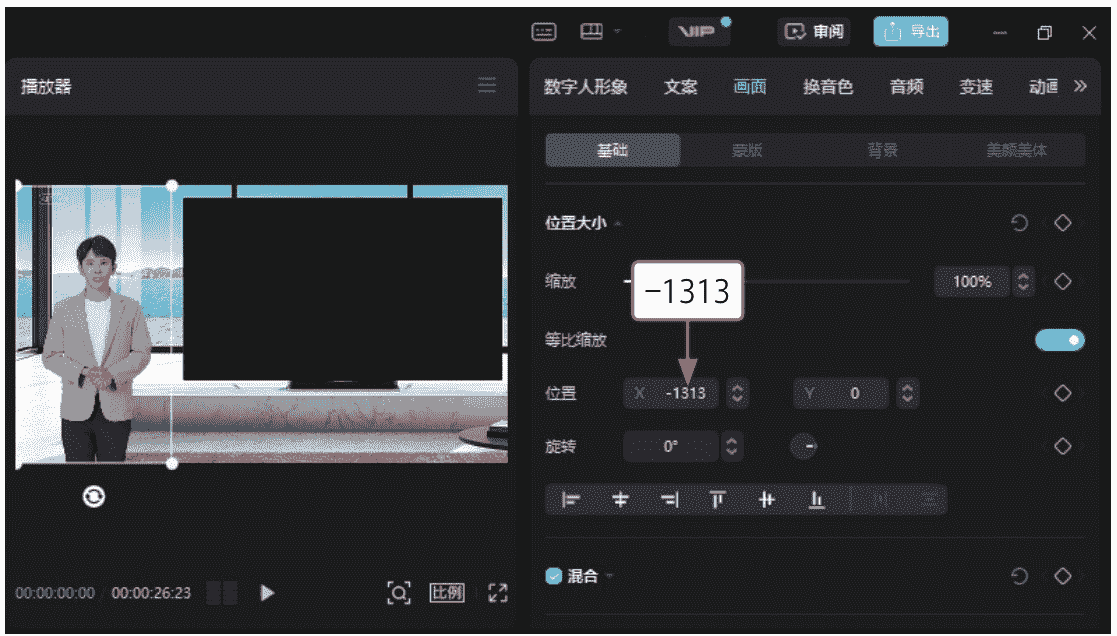 VIP 审阅 导出
播放器
数字人形象 文案 画面 换音色 音频 变速 动画
基础 蒙版 背景 美颜美体
位置大小
缩放 100%
-1313
等比缩放
位置 X -1313 Y 0
旋转 0°
混合
00:00:00:00 00:00:26:23 比例